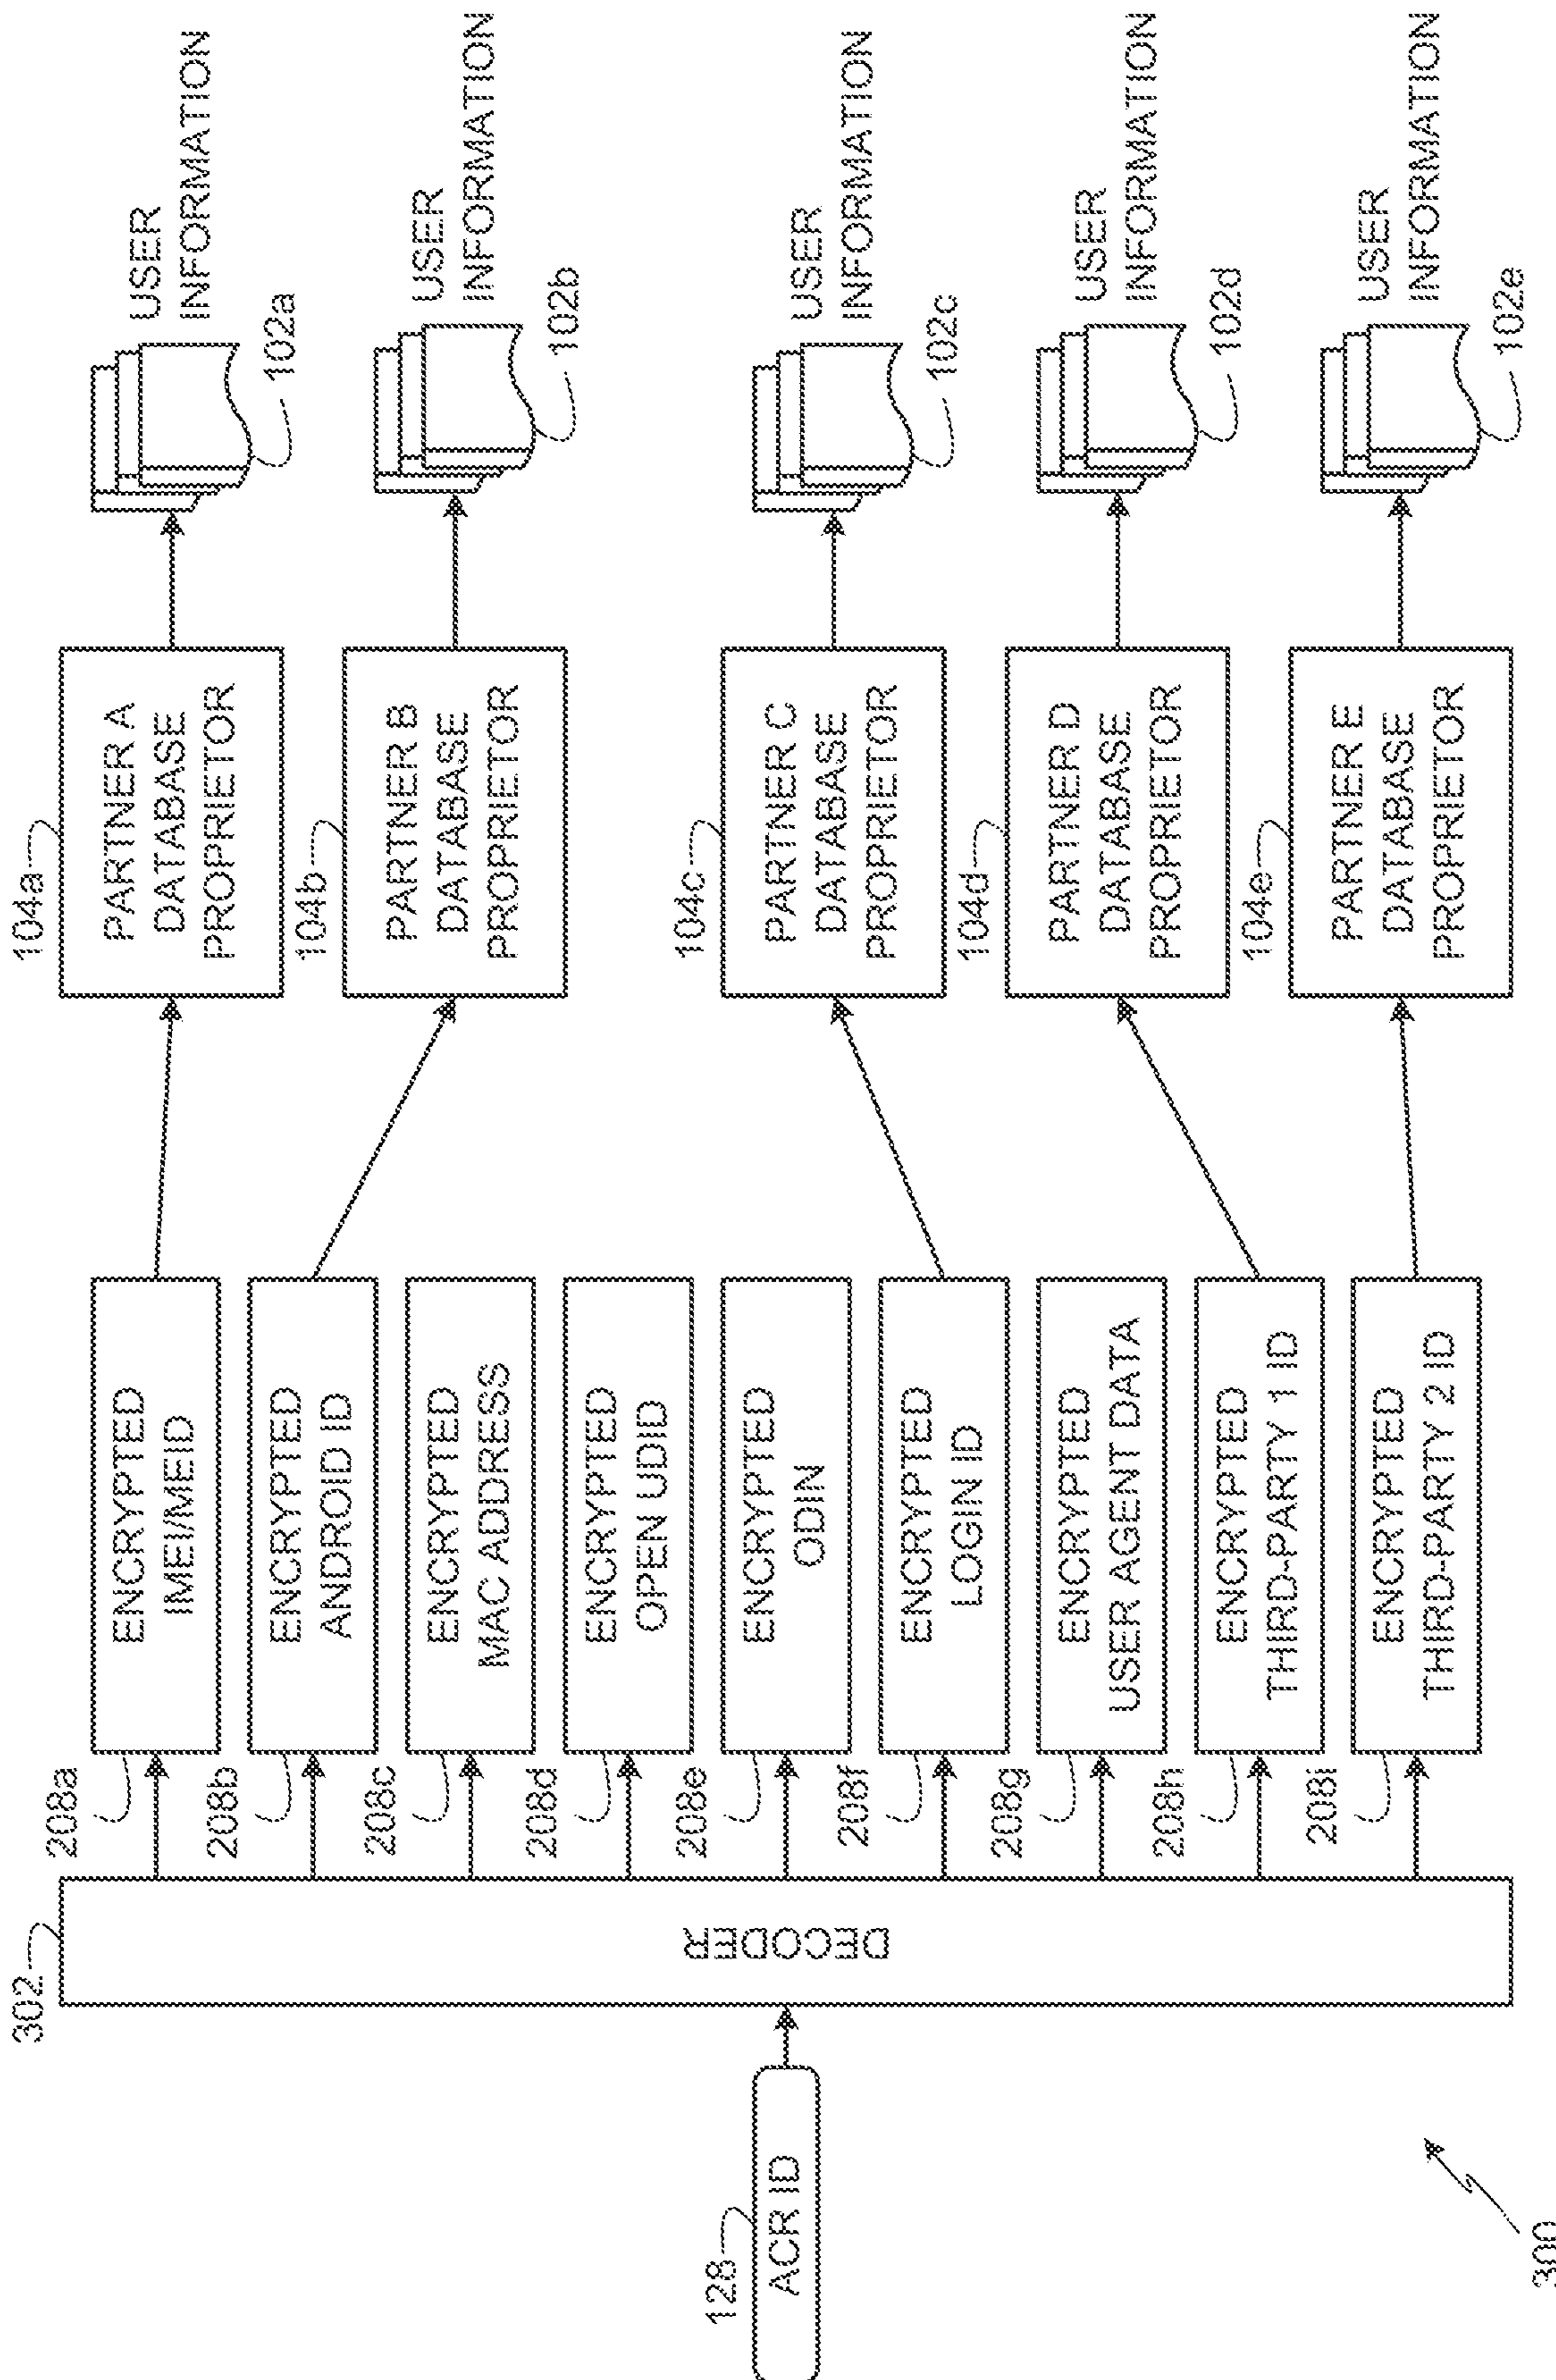 300
128
ACR ID
302
DECODER
208a
ENCRYPTED
IMEI/MEID
208b
ENCRYPTED
ANDROID ID
208c
ENCRYPTED
MAC ADDRESS
208d
ENCRYPTED
OPEN UDID
208e
ENCRYPTED
ODIN
208f
ENCRYPTED
LOGIN ID
208g
ENCRYPTED
USER AGENT DATA
208h
ENCRYPTED
THIRD-PARTY 1 ID
208i
ENCRYPTED
THIRD-PARTY 2 ID
104a
PARTNER A
DATABASE
PROPRIETOR
104b
PARTNER B
DATABASE
PROPRIETOR
104c
PARTNER C
DATABASE
PROPRIETOR
104d
PARTNER D
DATABASE
PROPRIETOR
104e
PARTNER E
DATABASE
PROPRIETOR
USER
INFORMATION
102a
USER
INFORMATION
102b
USER
INFORMATION
102c
USER
INFORMATION
102d
USER
INFORMATION
102e